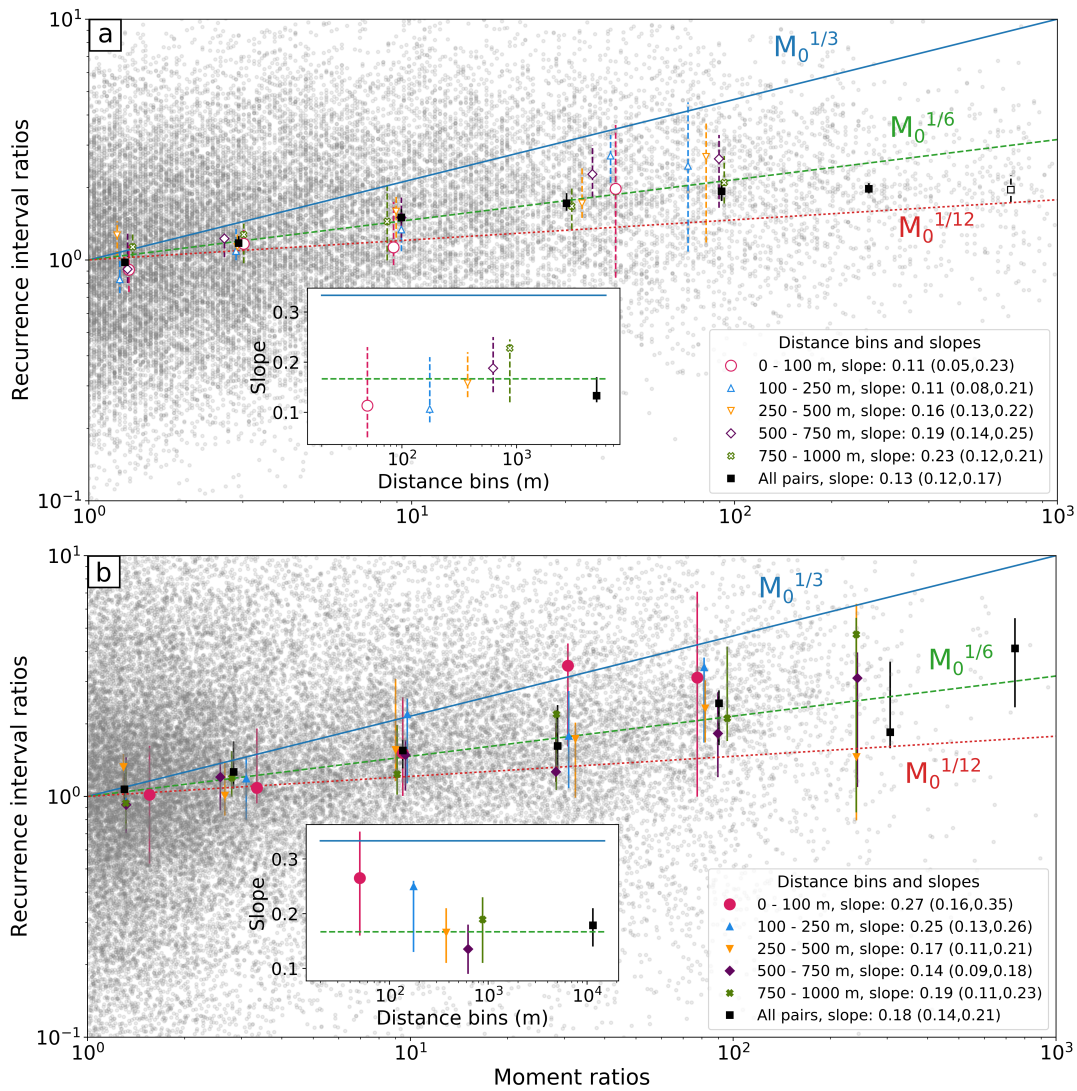 a
10^1
M_0^{1/3}
M_0^{1/6}
M_0^{1/12}
Recurrence interval ratios
10^0
10^{-1}
0.3
0.2
0.1
Slope
10^2
10^3
Distance bins (m)
Distance bins and slopes
0 - 100 m, slope: 0.11 (0.05,0.23)
100 - 250 m, slope: 0.11 (0.08,0.21)
250 - 500 m, slope: 0.16 (0.13,0.22)
500 - 750 m, slope: 0.19 (0.14,0.25)
750 - 1000 m, slope: 0.23 (0.12,0.21)
All pairs, slope: 0.13 (0.12,0.17)
10^0
10^1
10^2
10^3
b
10^1
M_0^{1/3}
M_0^{1/6}
M_0^{1/12}
Recurrence interval ratios
10^0
10^{-1}
0.3
0.2
0.1
Slope
10^2
10^3
10^4
Distance bins (m)
Distance bins and slopes
0 - 100 m, slope: 0.27 (0.16,0.35)
100 - 250 m, slope: 0.25 (0.13,0.26)
250 - 500 m, slope: 0.17 (0.11,0.21)
500 - 750 m, slope: 0.14 (0.09,0.18)
750 - 1000 m, slope: 0.19 (0.11,0.23)
All pairs, slope: 0.18 (0.14,0.21)
10^0
10^1
10^2
10^3
Moment ratios